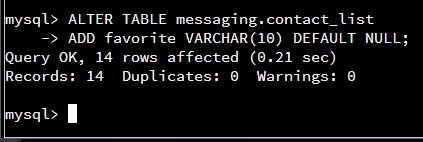 mysql> ALTER TABLE messaging.contact_list
    -> ADD favorite VARCHAR(10) DEFAULT NULL;
Query OK, 14 rows affected (0.21 sec)
Records: 14  Duplicates: 0  Warnings: 0

mysql>